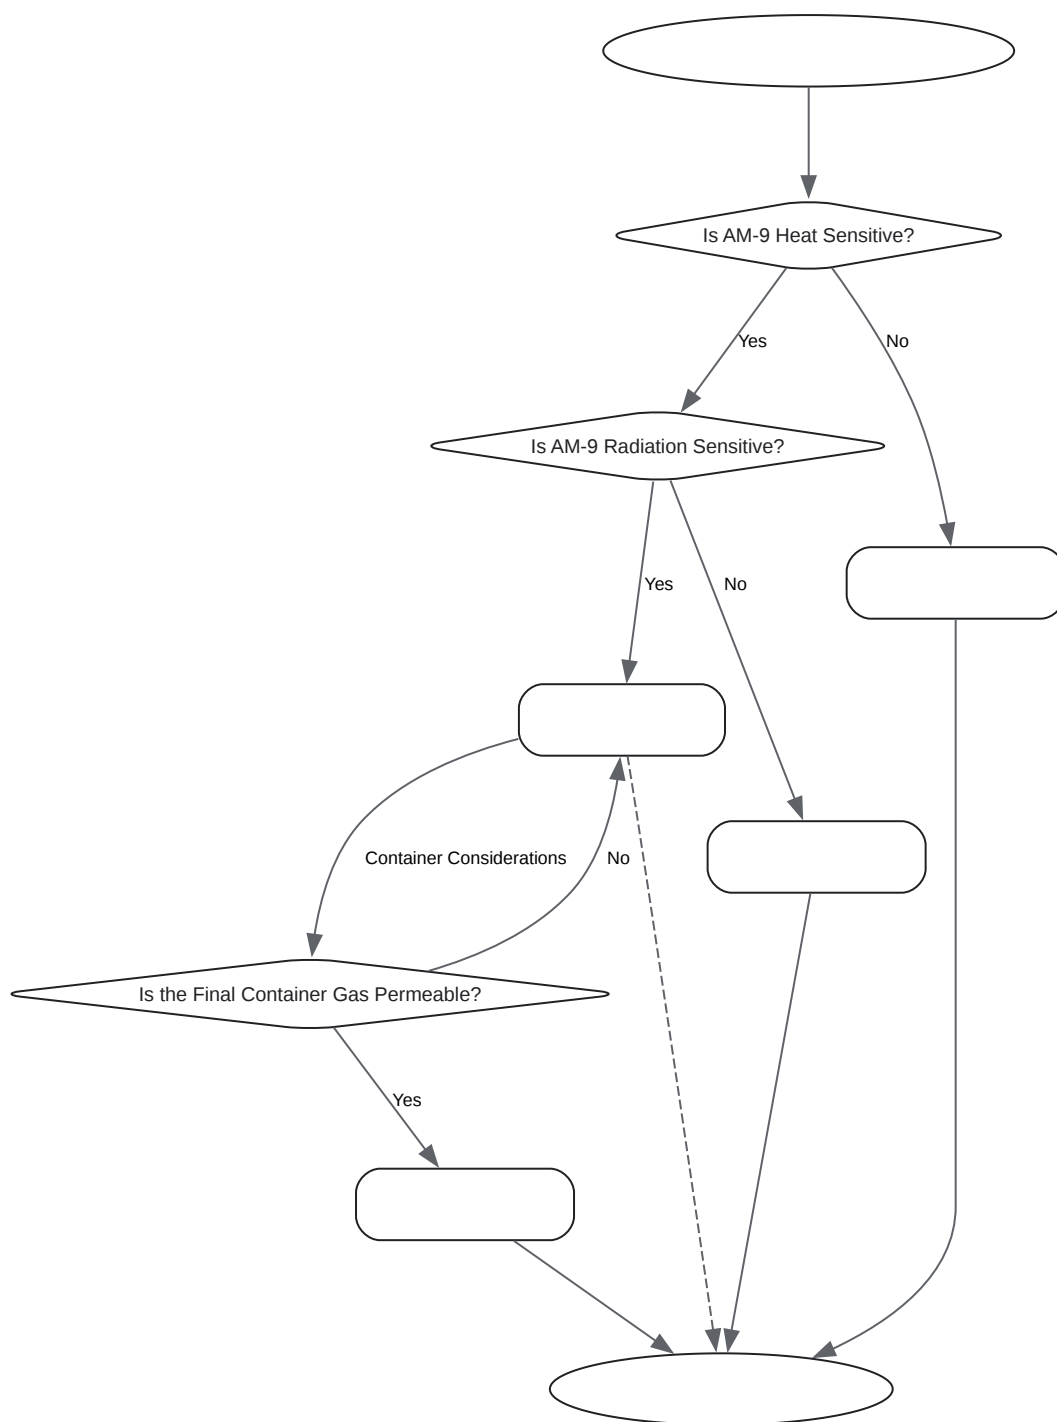 Is AM-9 Heat Sensitive?
Yes
No
Is AM-9 Radiation Sensitive?
Yes
No
Container Considerations
No
Is the Final Container Gas Permeable?
Yes